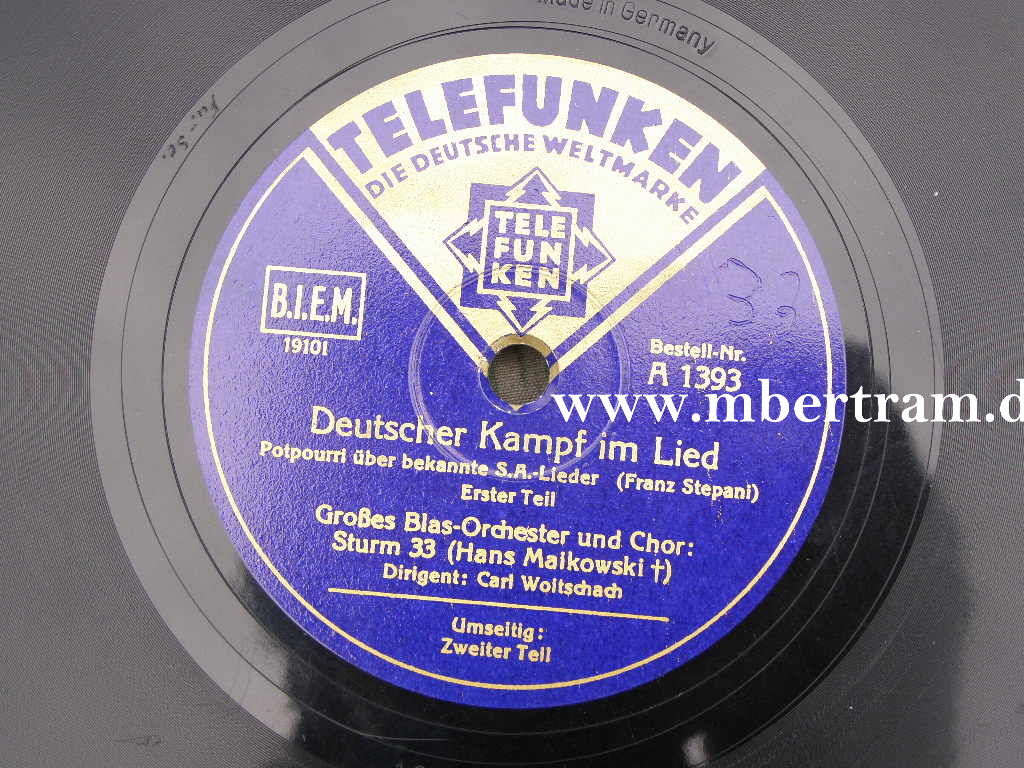 Made in Germany
TELEFUNKEN
DIE DEUTSCHE WELTMARKE
TELE
FUN
KEN
B.I.E.M.
19101
33
Bestell-Nr.
A 1393
www.mbertram.d
Deutscher Kampf im Lied
Potpourri über bekannte S.A.-Lieder (Franz Stepani)
Erster Teil
Großes Blas-Orchester und Chor:
Sturm 33 (Hans Maikowski †)
Dirigent: Carl Woitschach
Umseitig:
Zweiter Teil